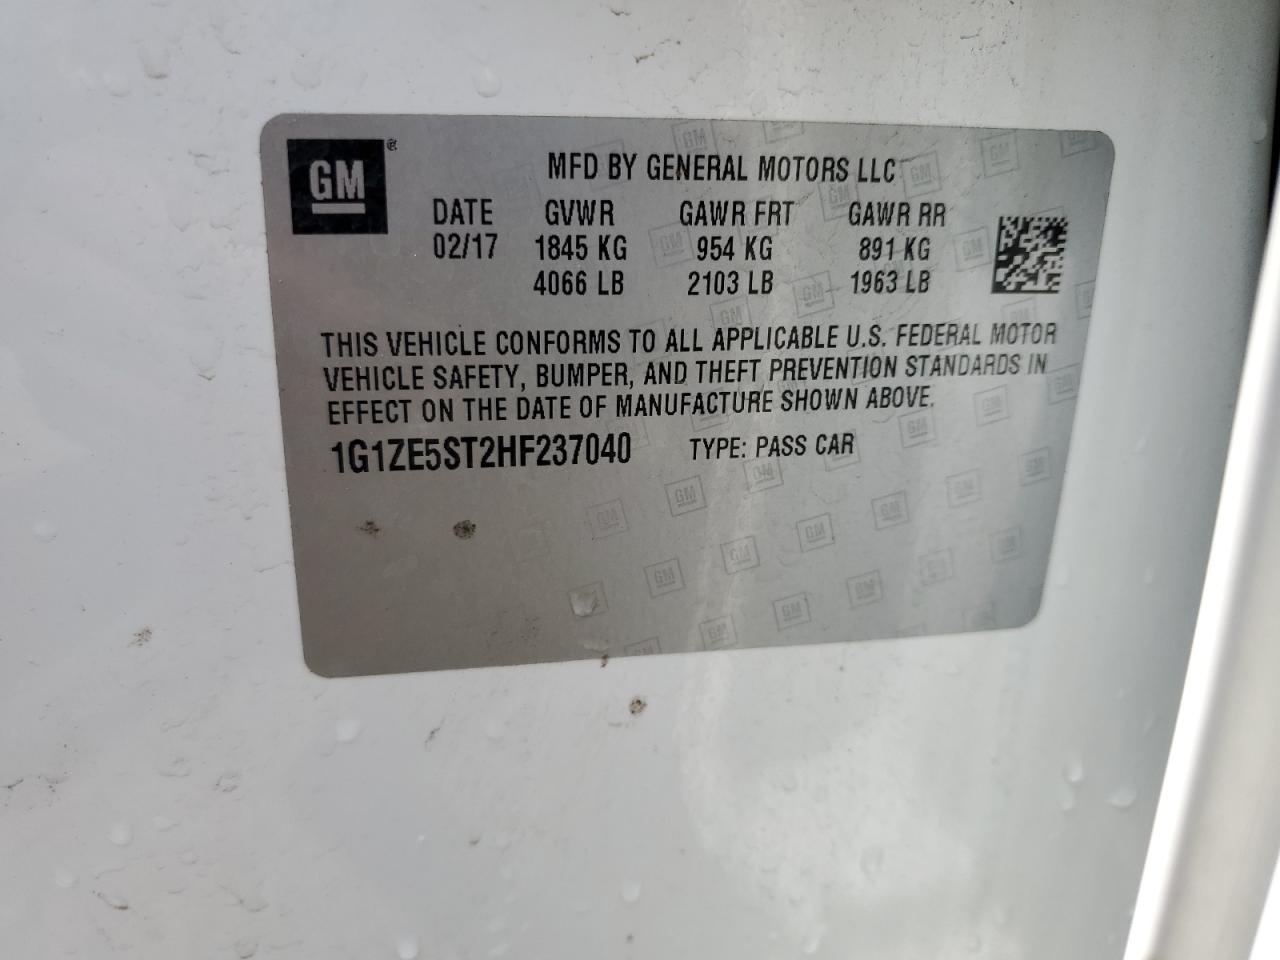 GM ®
MFD BY GENERAL MOTORS LLC
DATE GVWR GAWR FRT GAWR RR
02/17 1845 KG 954 KG 891 KG
4066 LB 2103 LB 1963 LB
THIS VEHICLE CONFORMS TO ALL APPLICABLE U.S. FEDERAL MOTOR
VEHICLE SAFETY, BUMPER, AND THEFT PREVENTION STANDARDS IN
EFFECT ON THE DATE OF MANUFACTURE SHOWN ABOVE.
1G1ZE5ST2HF237040 TYPE: PASS CAR